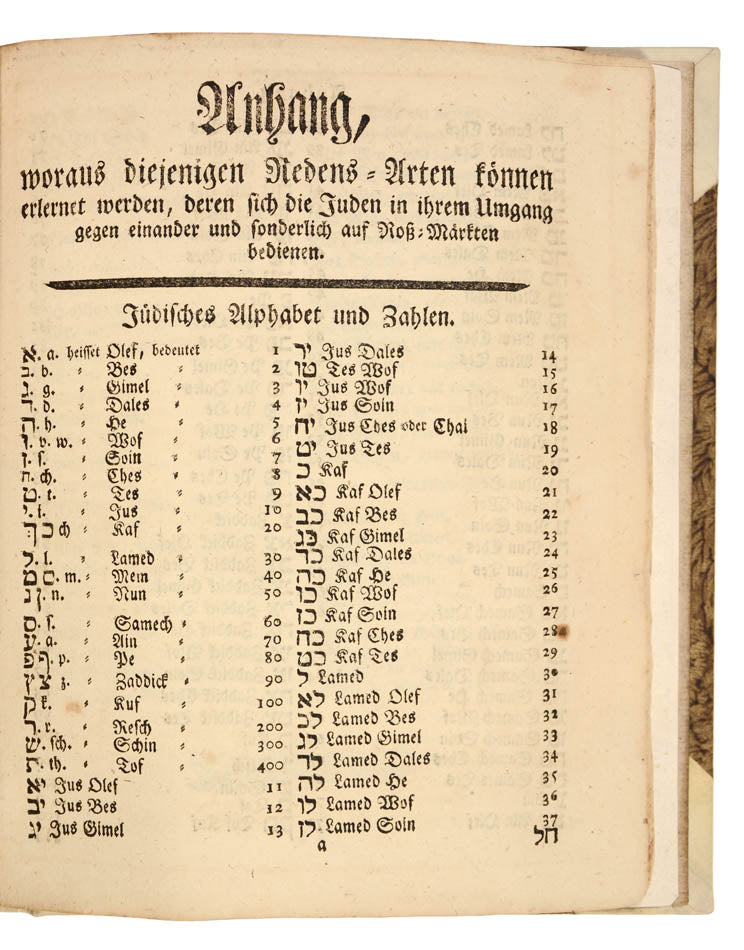 Anhang,
woraus diejenigen Redens-Arten können
erlernet werden, deren sich die Juden in ihrem Umgang
gegen einander und sonderlich auf Roß-Märkten
bedienen.
Jüdisches Alphabet und Zahlen.
א. a. heisset Olef, bedeutet 1
ב. b. " Bes " 2
ג. g. " Gimel " 3
ד. d. " Dales " 4
ה. h. " He 5
ו. v. w. " Wof " 6
ז. s. " Soin " 7
ח. ch. " Ches " 8
ט. t. " Tes " 9
י. i. " Jus " 10
כך ch " Kaf " 20
ל. l. " Lamed 30
מ ם. m. " Mem " 40
נן. n. " Nun " 50
ס. s. " Samech " 60
ע. a. " Ain " 70
פף. p. " Pe " 80
צץ z. " Zaddick " 90
ק k. " Kuf " 100
ר. r. " Resch " 200
ש. sch. " Schin " 300
ת. th. " Tof " 400
יא Jus Olef 11
יב Jus Bes 12
יג Jus Gimel 13
יד Jus Dales 14
טו Tes Wof 15
יו Jus Wof 16
יז Jus Soin 17
יח Jus Ches oder Chai 18
יט Jus Tes 19
כ Kaf 20
כא Kaf Olef 21
כב Kaf Bes 22
כג Kaf Gimel 23
כד Kaf Dales 24
כה Kaf He 25
כו Kaf Wof 26
כז Kaf Soin 27
כח Kaf Ches 28
כט Kaf Tes 29
ל Lamed 30
לא Lamed Olef 31
לב Lamed Bes 32
לג Lamed Gimel 33
לד Lamed Dales 34
לה Lamed He 35
לו Lamed Wof 36
לז Lamed Soin 37
a לח